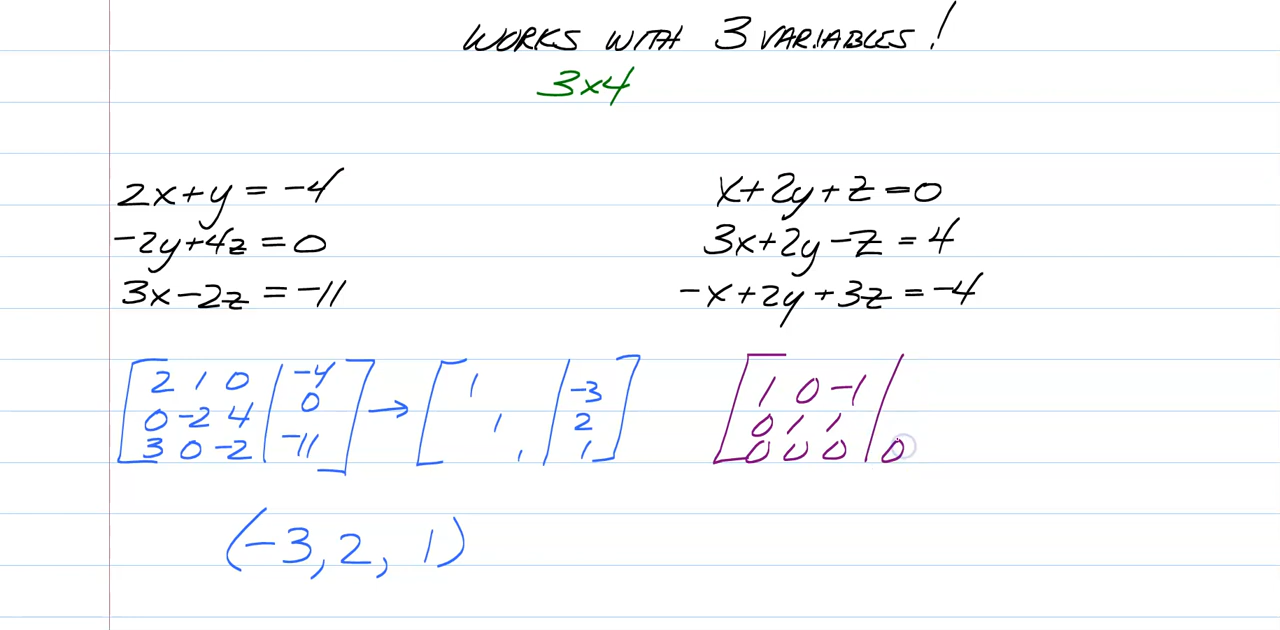 WORKS WITH 3 VARIABLES!
3x4
2x+y = -4
-2y+4z = 0
3x-2z = -11
x+2y+z=0
3x+2y-z = 4
-x+2y+3z=-4
[2 1 0 | -4]
[0 -2 4 | 0]
[3 0 -2 | -11]
→
[1 | -3]
[1 | 2]
[1 | 1]
[1 0 -1 |
[0 1 1 |
[0 0 0 | 0
(-3, 2, 1)